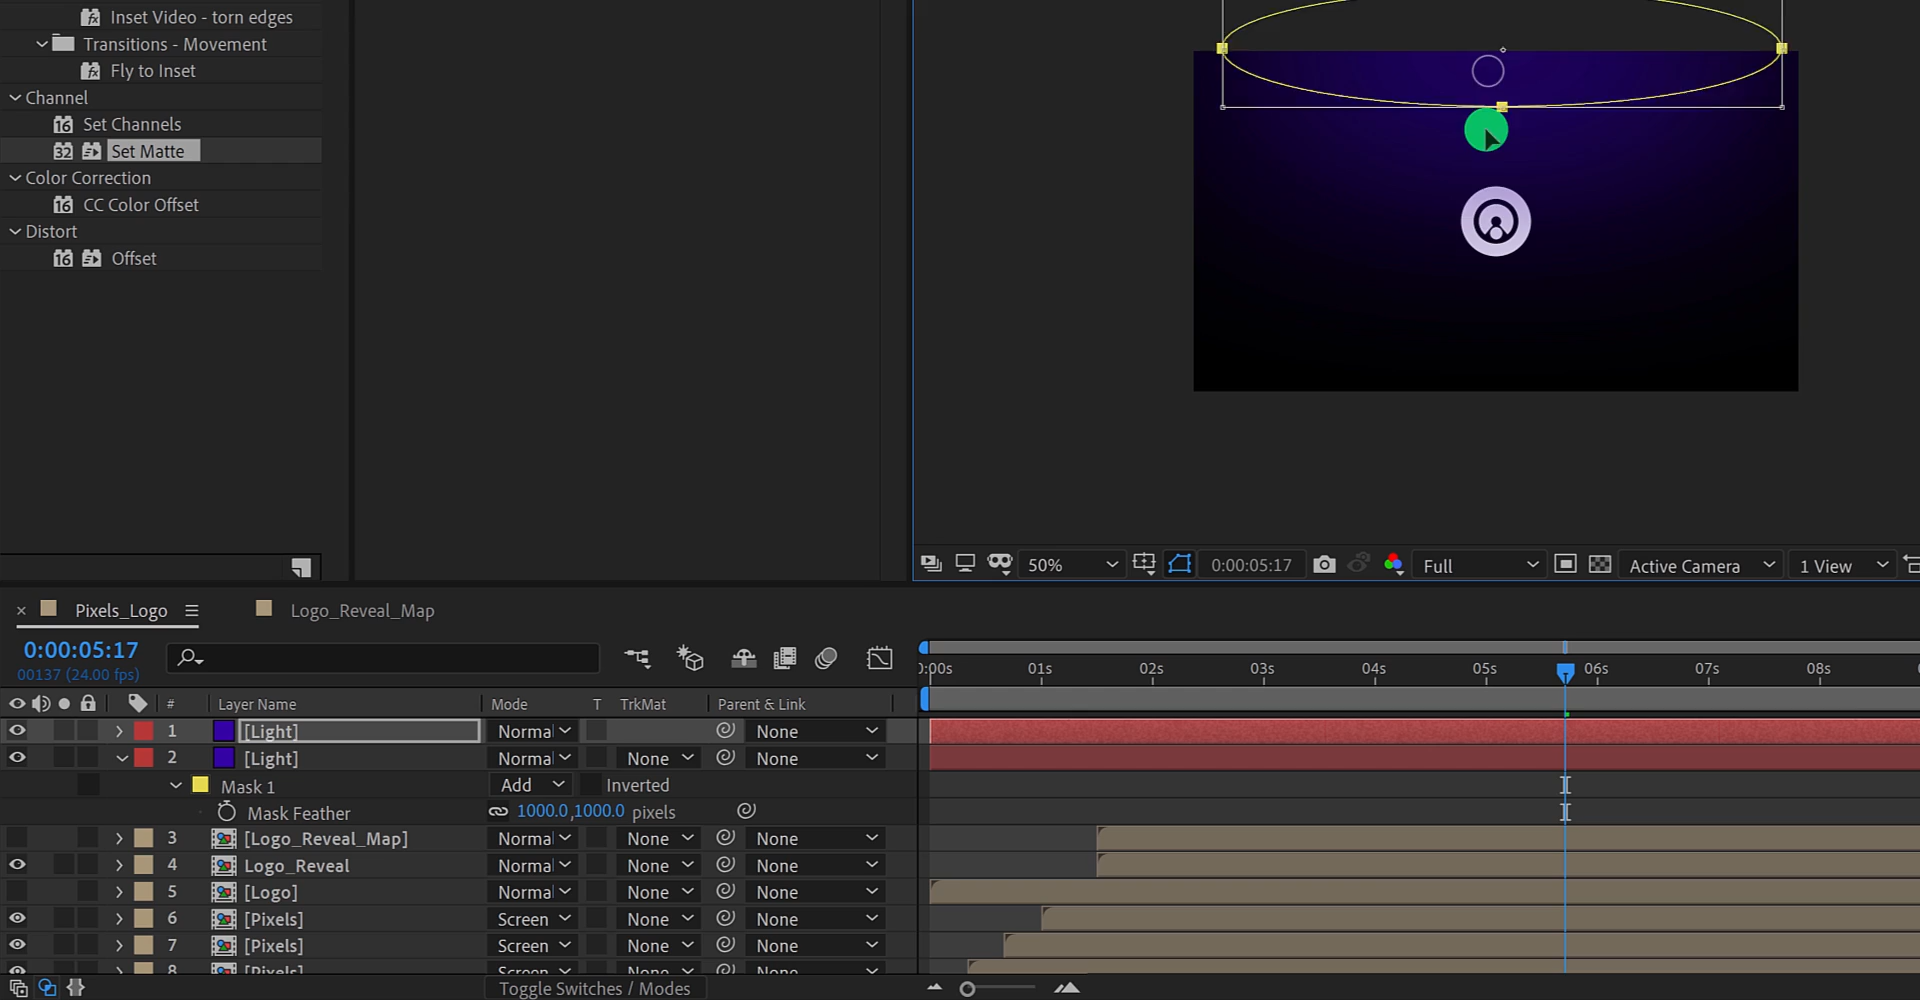 Inset Video - torn edges
Transitions - Movement
Fly to Inset
Channel
16 Set Channels
32 Set Matte
Color Correction
16 CC Color Offset
Distort
16 Offset
50%
0:00:05:17
Full
Active Camera
1 View
× Pixels_Logo
Logo_Reveal_Map
0:00:05:17
00137 (24.00 fps)
0:00s 01s 02s 03s 04s 05s 06s 07s 08s
# Layer Name Mode T TrkMat Parent & Link
1 [Light] Normal None
2 [Light] Normal None None
Mask 1 Add Inverted
Mask Feather 1000.0,1000.0 pixels
3 [Logo_Reveal_Map] Normal None None
4 Logo_Reveal Normal None None
5 [Logo] Normal None None
6 [Pixels] Screen None None
7 [Pixels] Screen None None
8 [Pixels] Screen None None
Toggle Switches / Modes